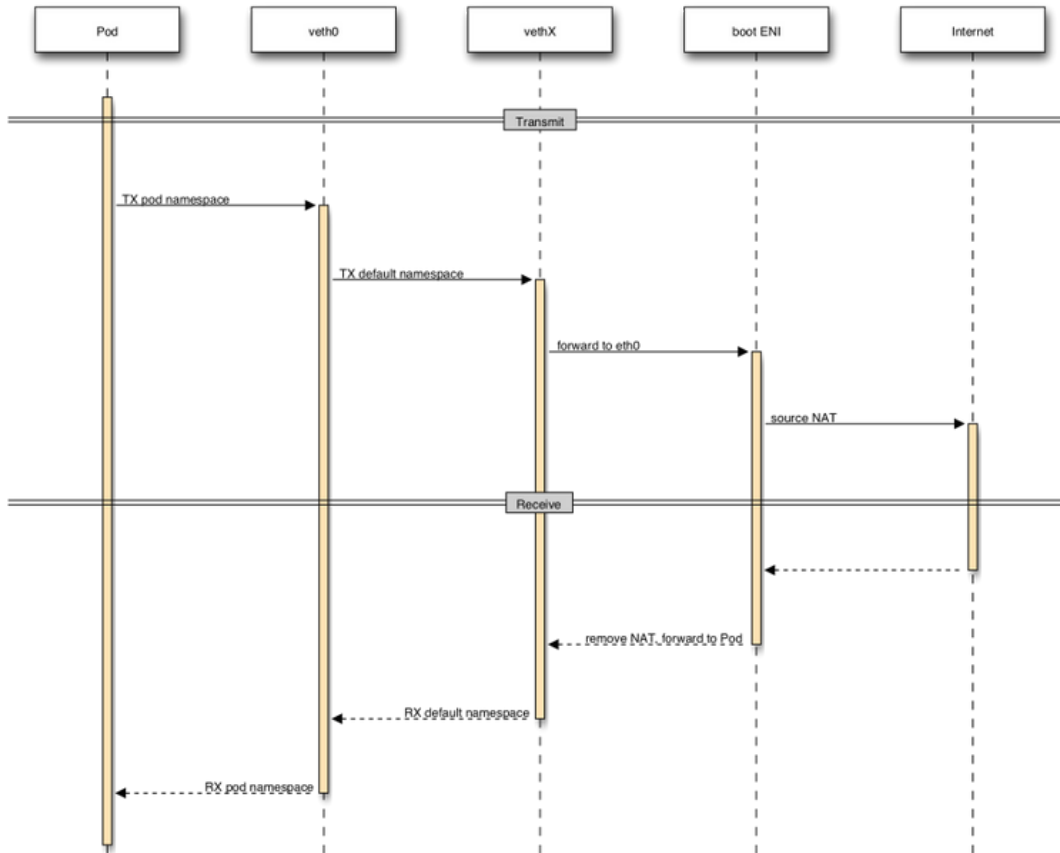 Pod
veth0
vethX
boot ENI
Internet
Transmit
TX pod namespace
TX default namespace
forward to eth0
source NAT
Receive
remove NAT, forward to Pod
RX default namespace
RX pod namespace